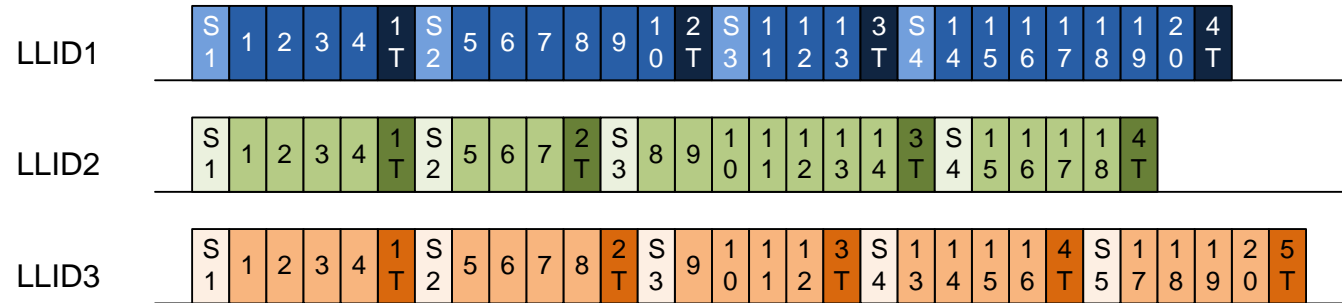 LLID1 S1 1 2 3 4 1T S2 5 6 7 8 9 10 2T S3 11 12 13 3T S4 14 15 16 17 18 19 20 4T
LLID2 S1 1 2 3 4 1T S2 5 6 7 2T S3 8 9 10 11 12 13 14 3T S4 15 16 17 18 4T
LLID3 S1 1 2 3 4 1T S2 5 6 7 8 2T S3 9 10 11 12 3T S4 13 14 15 16 4T S5 17 18 19 20 5T